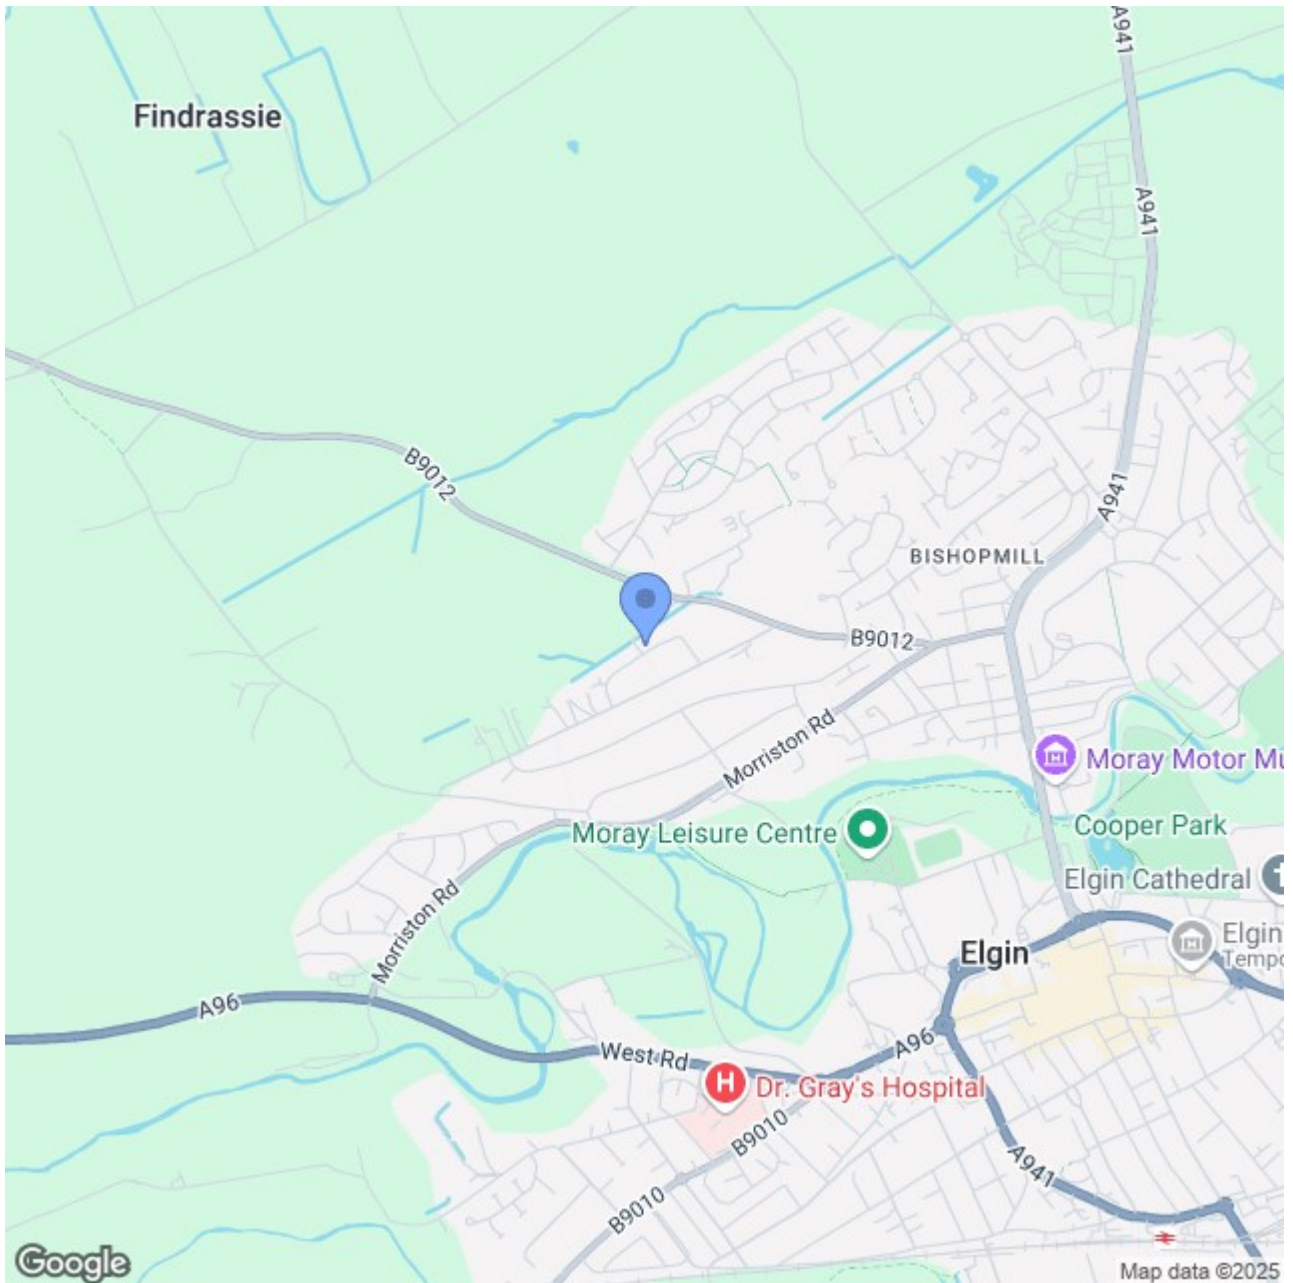 A941
Findrassie
A941
B9012
A941
BISHOPMILL
B9012
Morriston Rd
Moray Motor Mu
Moray Leisure Centre
Cooper Park
Elgin Cathedral
Morriston Rd
Elgin
Elgin
Tempo
A96
A96
West Rd
Dr. Gray's Hospital
B9010
A941
B9010
Google
Map data ©2025